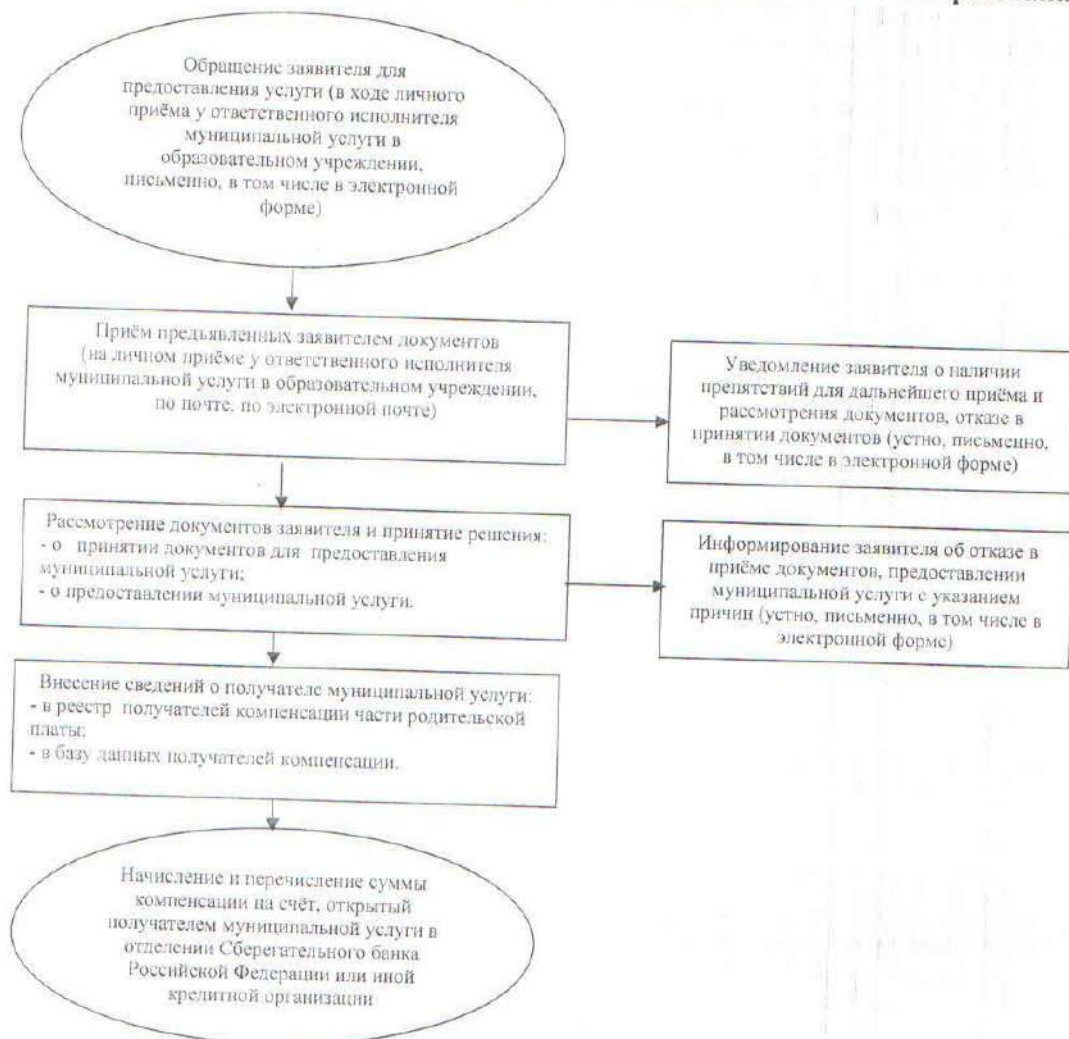 Обращение заявителя для
предоставления услуги (в ходе личного
приёма у ответственного исполнителя
муниципальной услуги в
образовательном учреждении,
письменно, в том числе в электронной
форме)
Приём предъявленных заявителем документов
(на личном приёме у ответственного исполнителя
муниципальной услуги в образовательном учреждении,
по почте, по электронной почте)
Уведомление заявителя о наличии
препятствий для дальнейшего приёма и
рассмотрения документов, отказе в
принятии документов (устно, письменно,
в том числе в электронной форме)
Рассмотрение документов заявителя и принятие решения:
- о принятии документов для предоставления
муниципальной услуги;
- о предоставлении муниципальной услуги.
Информирование заявителя об отказе в
приёме документов, предоставлении
муниципальной услуги с указанием
причин (устно, письменно, в том числе в
электронной форме)
Внесение сведений о получателе муниципальной услуги:
- в реестр получателей компенсации части родительской
платы;
- в базу данных получателей компенсации.
Начисление и перечисление суммы
компенсации на счёт, открытый
получателем муниципальной услуги в
отделении Сберегательного банка
Российской Федерации или иной
кредитной организации